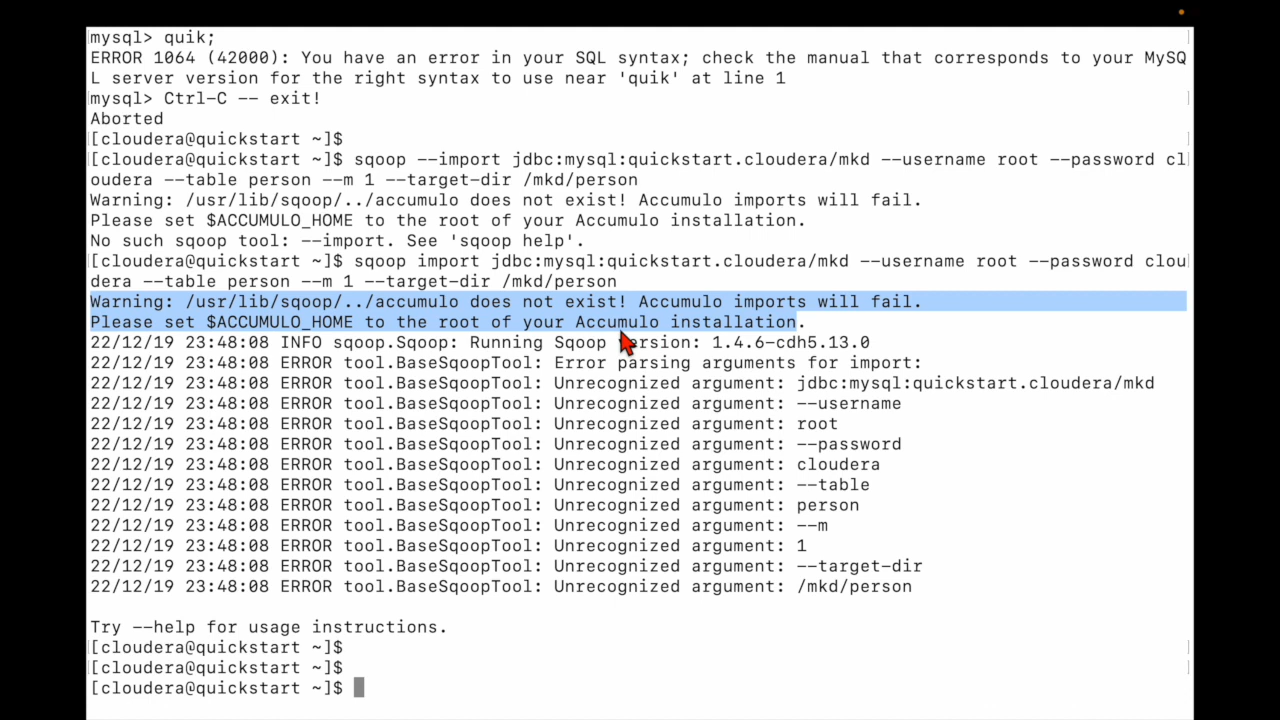 mysql> quik;
ERROR 1064 (42000): You have an error in your SQL syntax; check the manual that corresponds to your MySQ
L server version for the right syntax to use near 'quik' at line 1
mysql> Ctrl-C -- exit!
Aborted
[cloudera@quickstart ~]$
[cloudera@quickstart ~]$ sqoop --import jdbc:mysql:quickstart.cloudera/mkd --username root --password cl
oudera --table person --m 1 --target-dir /mkd/person
Warning: /usr/lib/sqoop/../accumulo does not exist! Accumulo imports will fail.
Please set $ACCUMULO_HOME to the root of your Accumulo installation.
No such sqoop tool: --import. See 'sqoop help'.
[cloudera@quickstart ~]$ sqoop import jdbc:mysql:quickstart.cloudera/mkd --username root --password clou
dera --table person --m 1 --target-dir /mkd/person
Warning: /usr/lib/sqoop/../accumulo does not exist! Accumulo imports will fail.
Please set $ACCUMULO_HOME to the root of your Accumulo installation.
22/12/19 23:48:08 INFO sqoop.Sqoop: Running Sqoop version: 1.4.6-cdh5.13.0
22/12/19 23:48:08 ERROR tool.BaseSqoopTool: Error parsing arguments for import:
22/12/19 23:48:08 ERROR tool.BaseSqoopTool: Unrecognized argument: jdbc:mysql:quickstart.cloudera/mkd
22/12/19 23:48:08 ERROR tool.BaseSqoopTool: Unrecognized argument: --username
22/12/19 23:48:08 ERROR tool.BaseSqoopTool: Unrecognized argument: root
22/12/19 23:48:08 ERROR tool.BaseSqoopTool: Unrecognized argument: --password
22/12/19 23:48:08 ERROR tool.BaseSqoopTool: Unrecognized argument: cloudera
22/12/19 23:48:08 ERROR tool.BaseSqoopTool: Unrecognized argument: --table
22/12/19 23:48:08 ERROR tool.BaseSqoopTool: Unrecognized argument: person
22/12/19 23:48:08 ERROR tool.BaseSqoopTool: Unrecognized argument: --m
22/12/19 23:48:08 ERROR tool.BaseSqoopTool: Unrecognized argument: 1
22/12/19 23:48:08 ERROR tool.BaseSqoopTool: Unrecognized argument: --target-dir
22/12/19 23:48:08 ERROR tool.BaseSqoopTool: Unrecognized argument: /mkd/person
Try --help for usage instructions.
[cloudera@quickstart ~]$
[cloudera@quickstart ~]$
[cloudera@quickstart ~]$